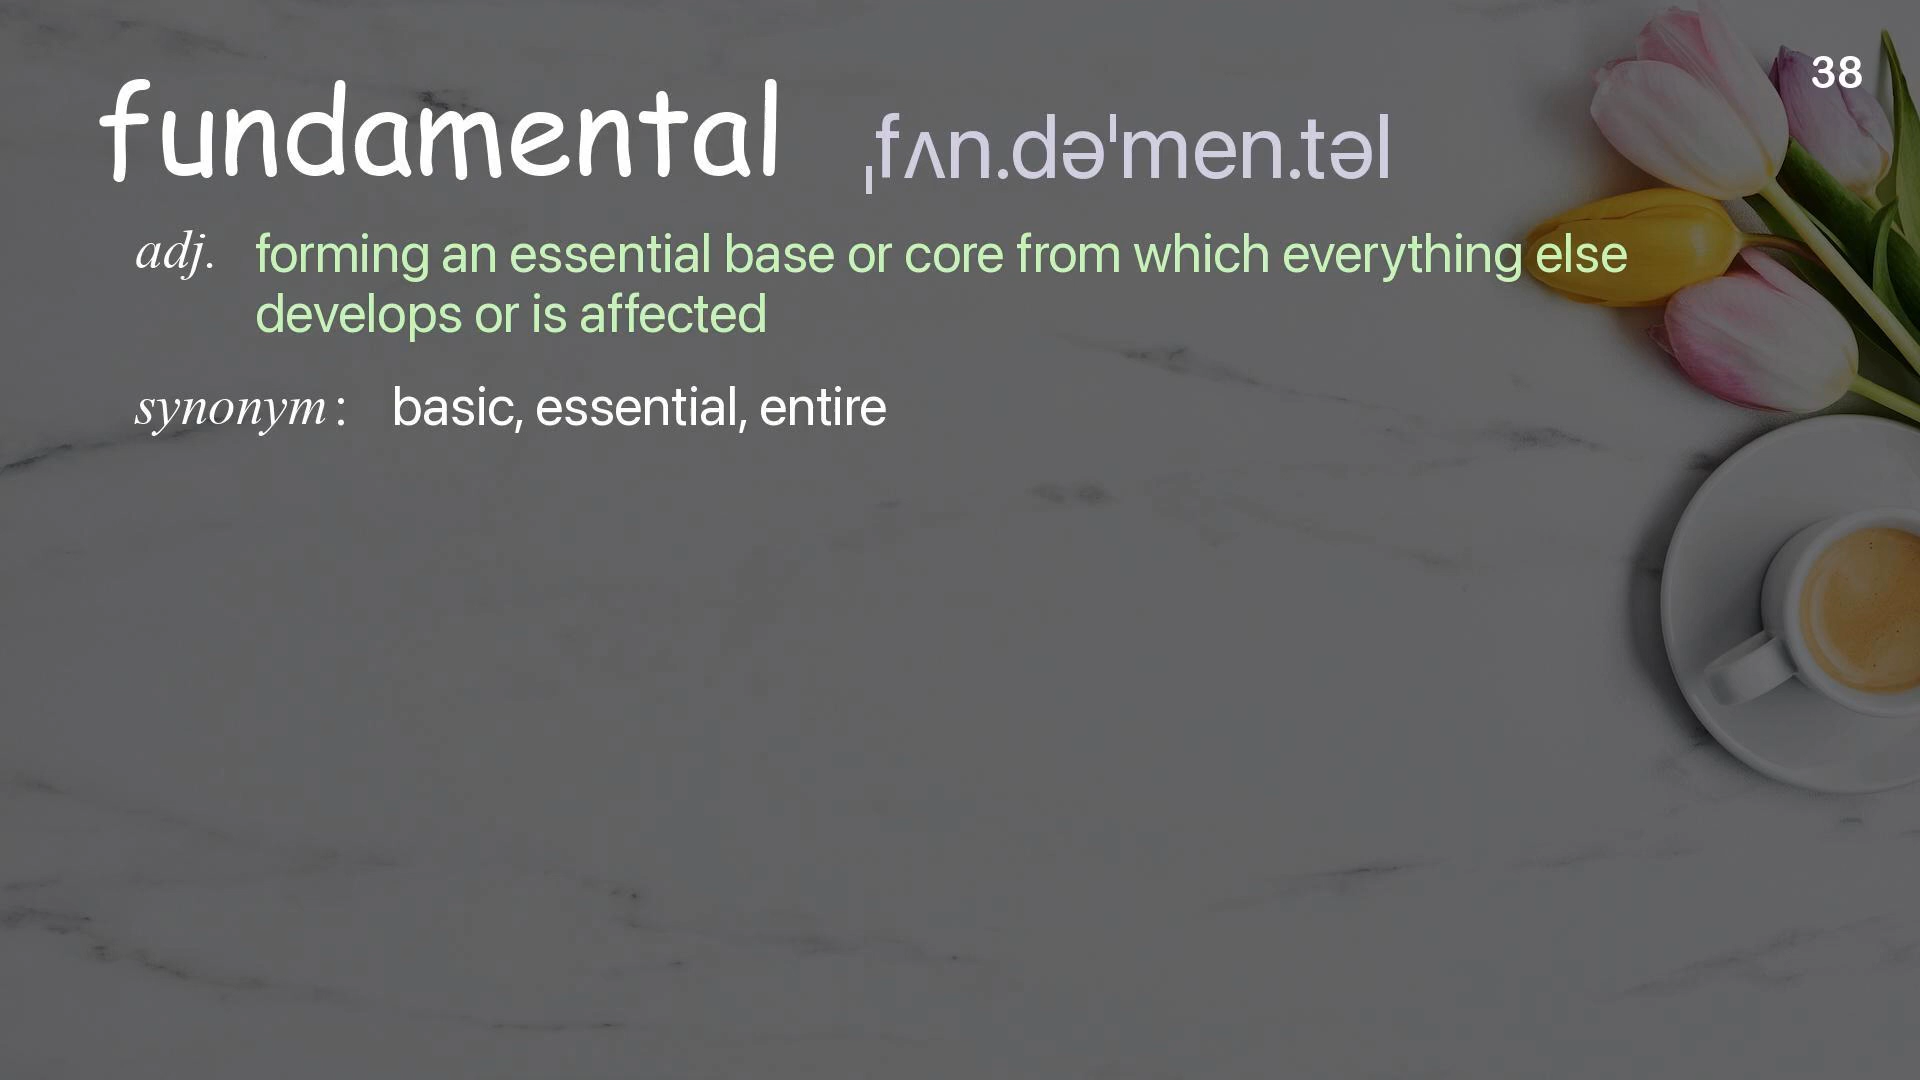 38
fundamental ˌfʌn.dəˈmen.təl
adj. forming an essential base or core from which everything else
develops or is affected
synonym: basic, essential, entire